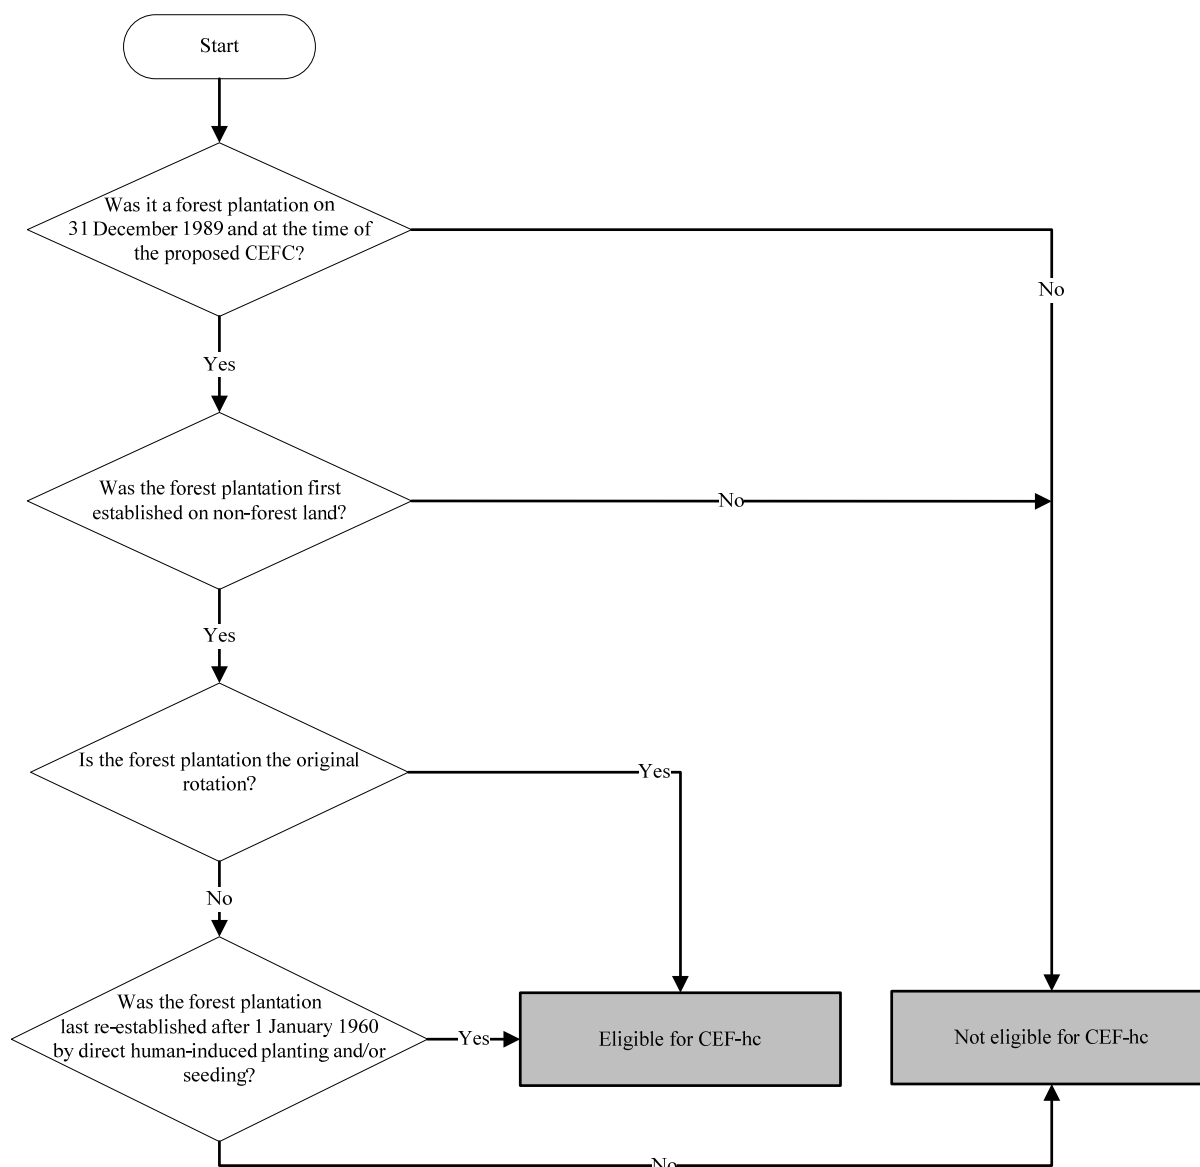 Start
Was it a forest plantation on
31 December 1989 and at the time of
the proposed CEFC?
No
Yes
Was the forest plantation first
established on non-forest land?
No
Yes
Is the forest plantation the original
rotation?
Yes
No
Was the forest plantation
last re-established after 1 January 1960
by direct human-induced planting and/or
seeding?
Yes
Eligible for CEF-hc
Not eligible for CEF-hc
No